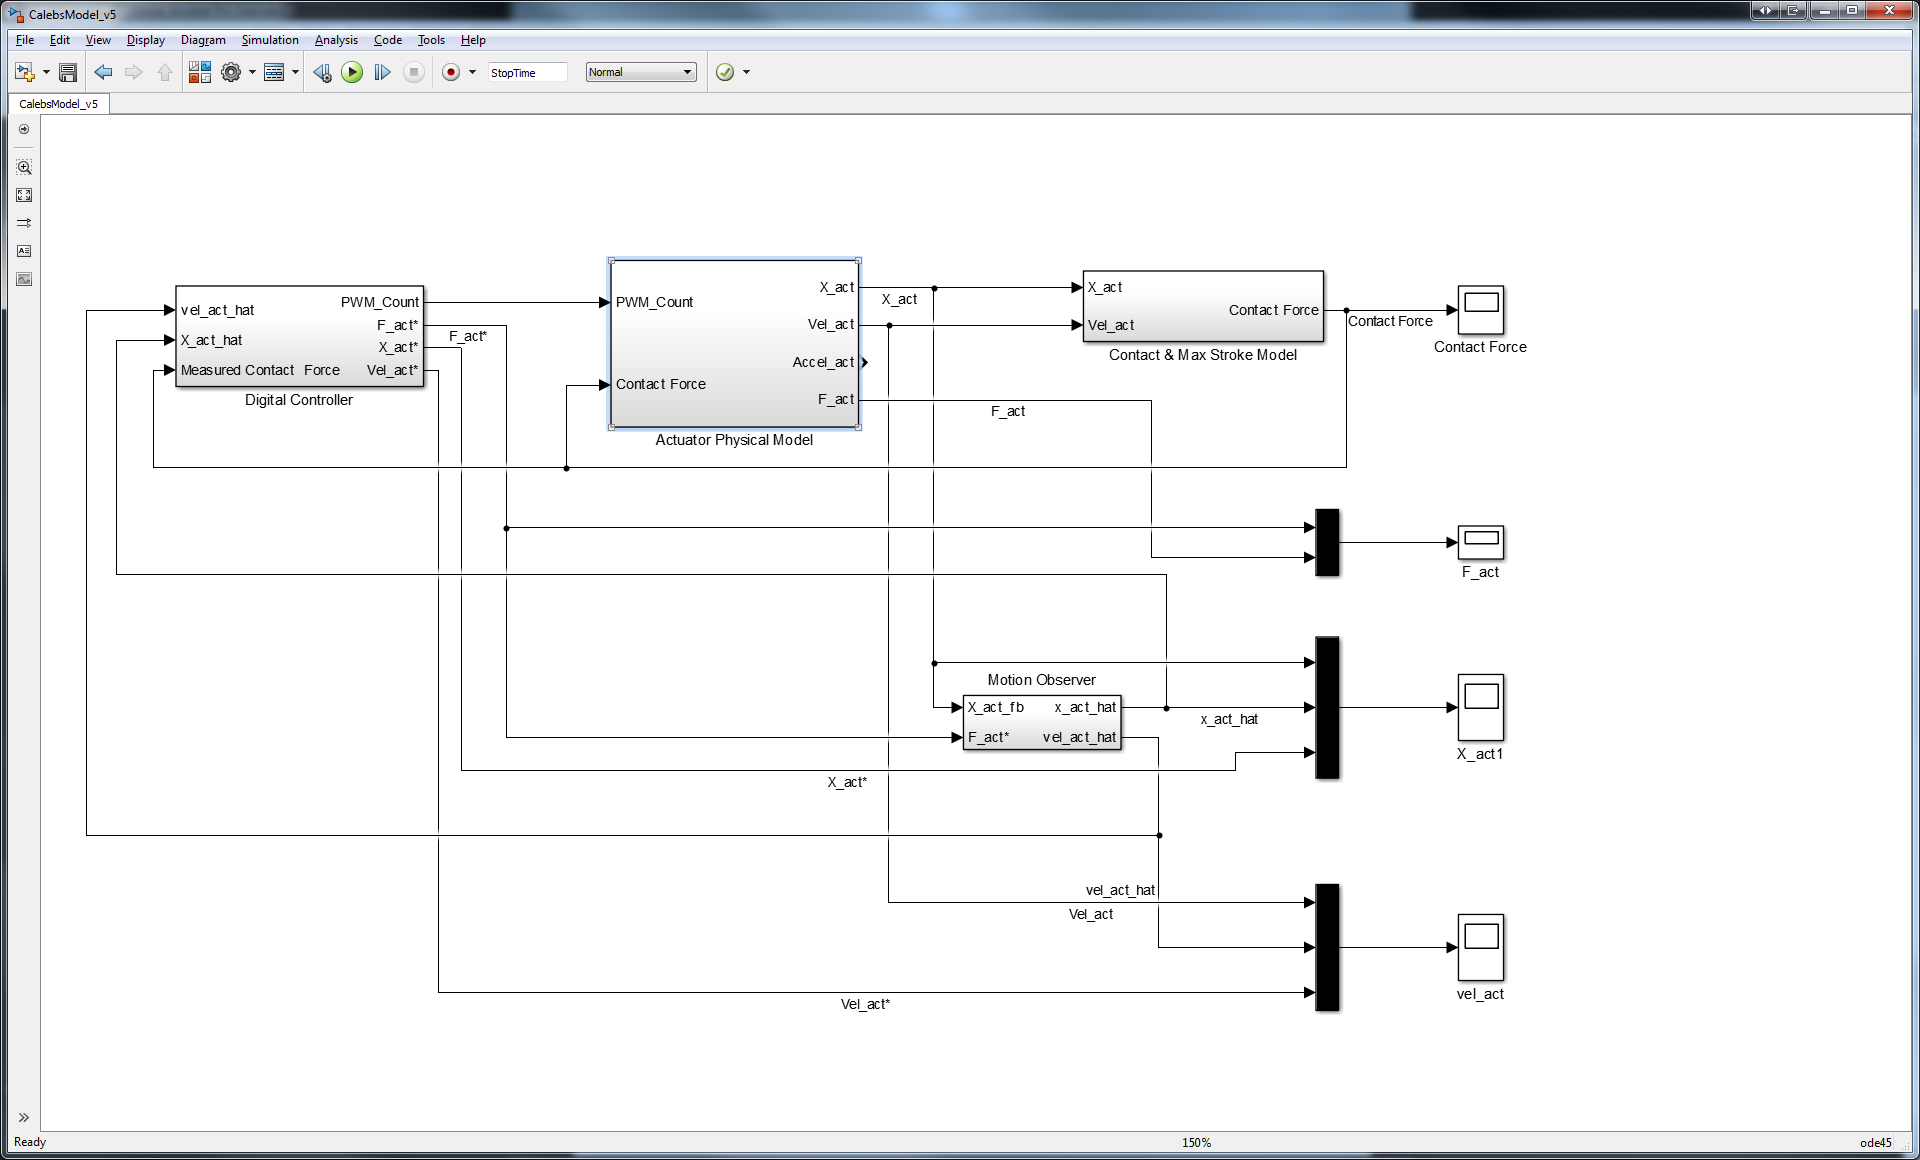 CalebsModel_v5
File Edit View Display Diagram Simulation Analysis Code Tools Help
StopTime Normal
CalebsModel_v5
vel_act_hat
X_act_hat
Measured Contact Force
PWM_Count
F_act*
X_act*
Vel_act*
Digital Controller
F_act*
PWM_Count
Contact Force
X_act
Vel_act
Accel_act
F_act
Actuator Physical Model
X_act
F_act
X_act
Vel_act
Contact Force
Contact & Max Stroke Model
Contact Force
Contact Force
F_act
Motion Observer
X_act_fb
F_act*
x_act_hat
vel_act_hat
x_act_hat
X_act1
X_act*
vel_act_hat
Vel_act
vel_act
Vel_act*
Ready 150% ode45